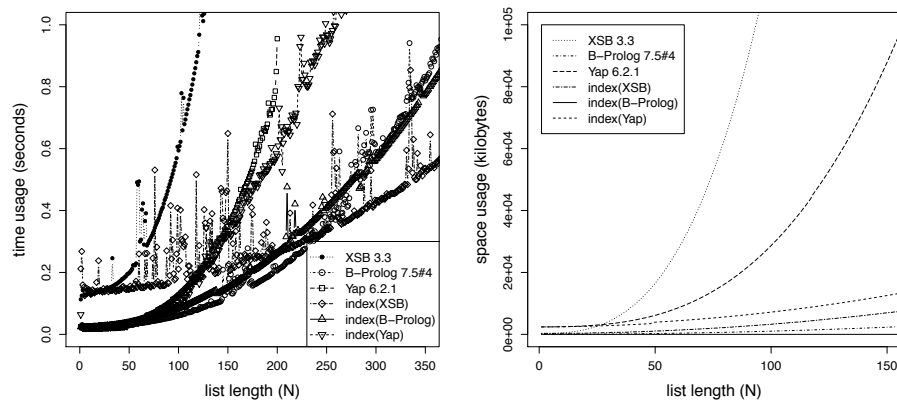 time usage (seconds)
0.0
0.2
0.4
0.6
0.8
1.0
0 50 100 150 200 250 300 350
list length (N)
XSB 3.3
B-Prolog 7.5#4
Yap 6.2.1
index(XSB)
index(B-Prolog)
index(Yap)
space usage (kilobytes)
0e+00
2e+04
4e+04
6e+04
8e+04
1e+05
0 50 100 150
list length (N)
XSB 3.3
B-Prolog 7.5#4
Yap 6.2.1
index(XSB)
index(B-Prolog)
index(Yap)